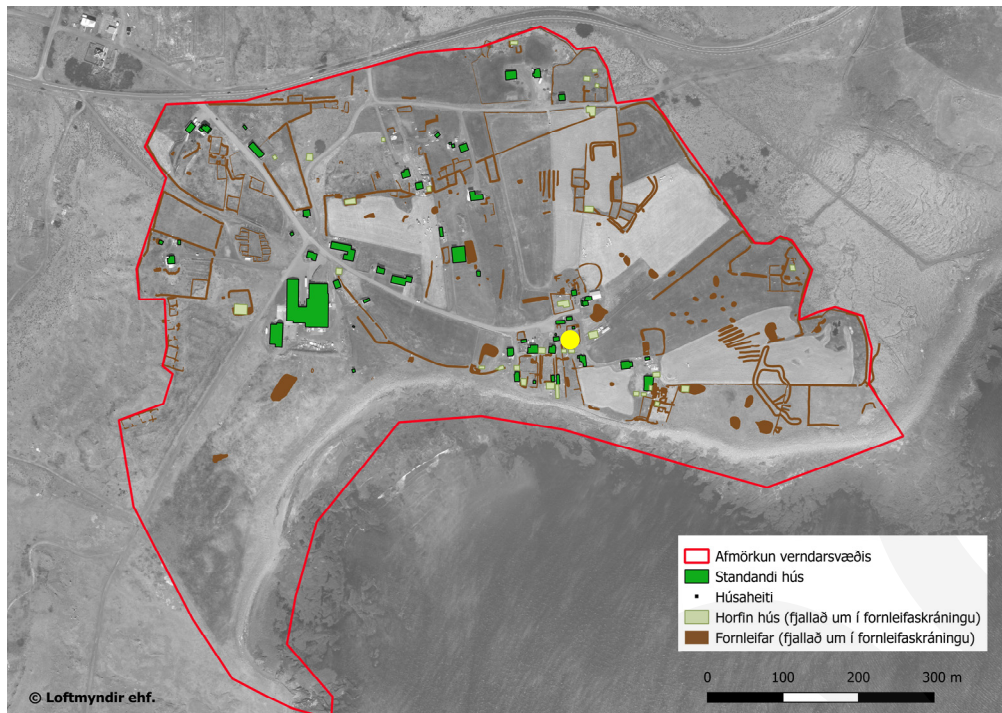 Afmörkun verndarsvæðis
Standandi hús
Húsaheiti
Horfin hús (fjallað um í fornleifaskráningu)
Fornleifar (fjallað um í fornleifaskráningu)
0 100 200 300 m
© Loftmyndir ehf.